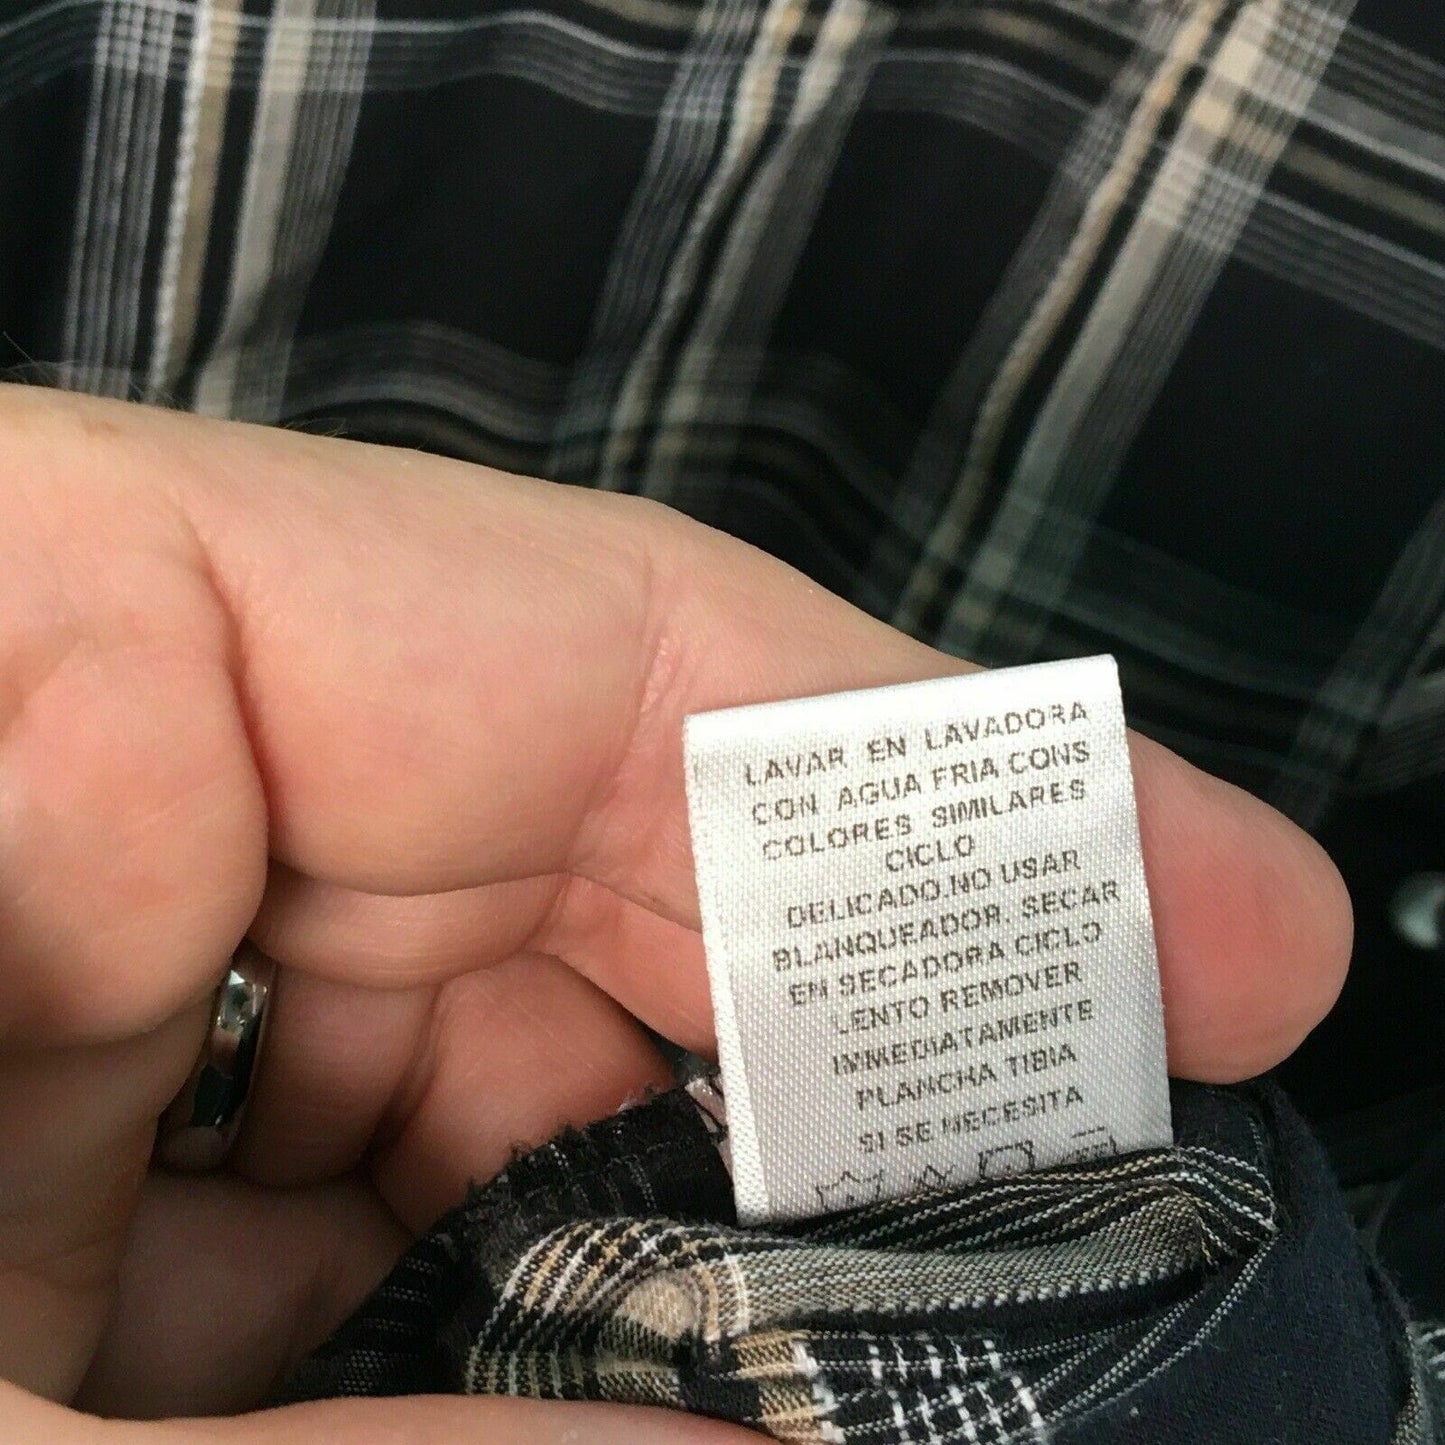 LAVAR EN LAVADORA
CON AGUA FRIA CONS
COLORES SIMILARES
CICLO
DELICADO.NO USAR
BLANQUEADOR. SECAR
EN SECADORA CICLO
LENTO REMOVER
IMMEDIATAMENTE
PLANCHA TIBIA
SI SE NECESITA